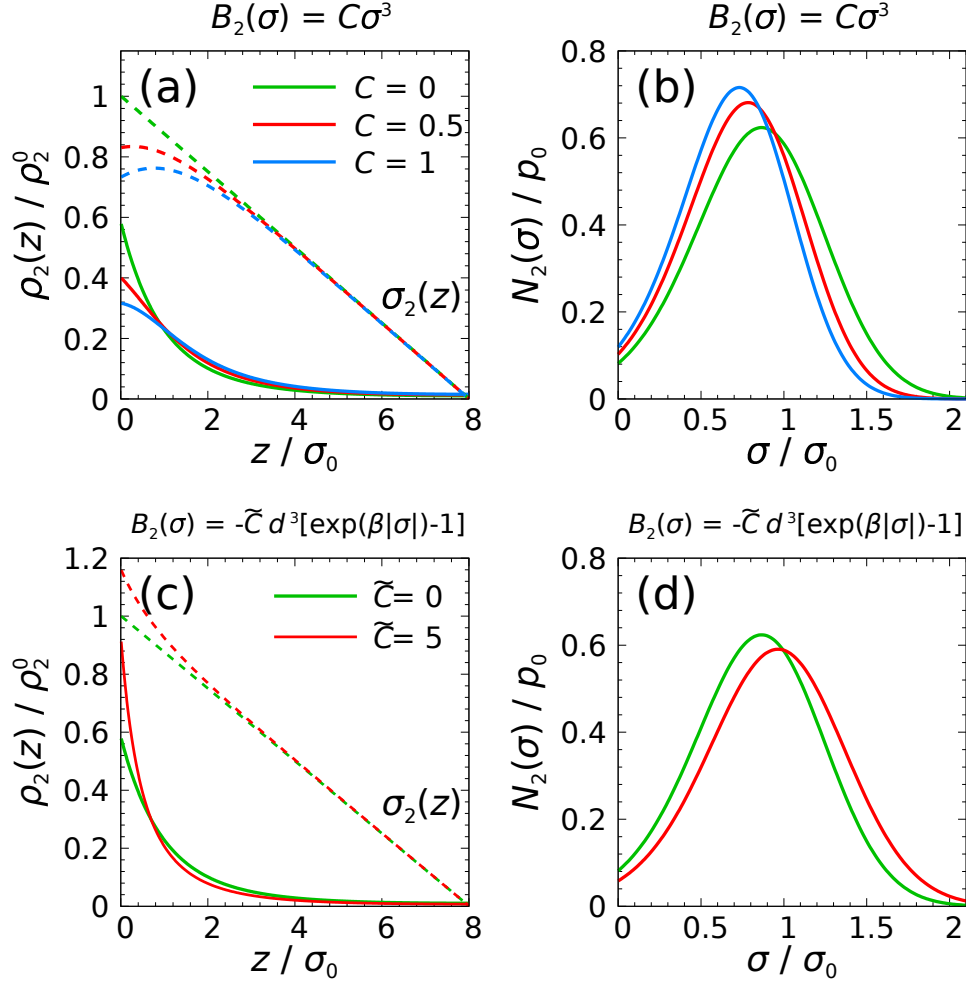 B₂(σ) = Cσ³
B₂(σ) = Cσ³
(a)
C = 0
C = 0.5
C = 1
σ₂(z)
ρ₂(z) / ρ₂⁰
1
0.8
0.6
0.4
0.2
0
0 2 4 6 8
z / σ₀
(b)
N₂(σ) / p₀
0.8
0.6
0.4
0.2
0
0 0.5 1 1.5 2
σ / σ₀
B₂(σ) = -C̃ d³[exp(β|σ|)-1]
B₂(σ) = -C̃ d³[exp(β|σ|)-1]
(c)
C̃= 0
C̃= 5
σ₂(z)
ρ₂(z) / ρ₂⁰
1.2
1
0.8
0.6
0.4
0.2
0
0 2 4 6 8
z / σ₀
(d)
N₂(σ) / p₀
0.8
0.6
0.4
0.2
0
0 0.5 1 1.5 2
σ / σ₀